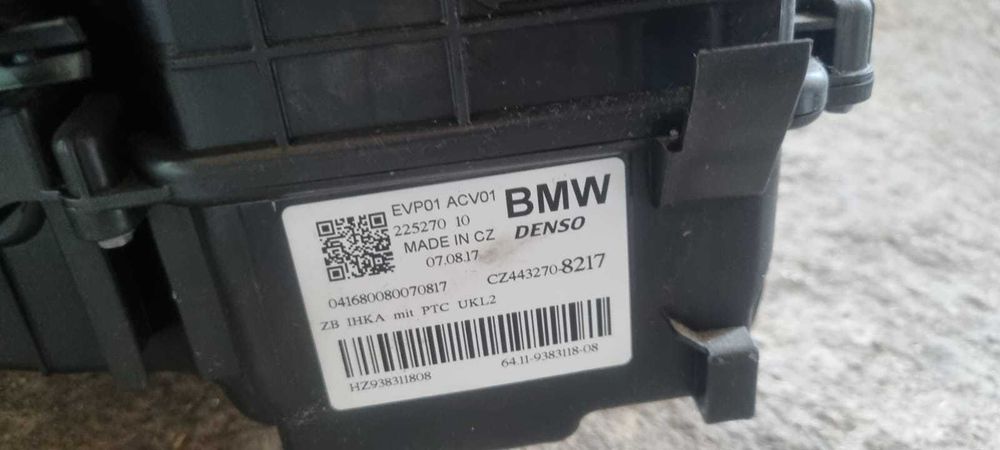 EVP01 ACV01
225270 10
MADE IN CZ
07.08.17
BMW
DENSO
041680080070817
CZ443270-8217
ZB IHKA mit PTC UKL2
HZ938311808
64.11-9383118-08